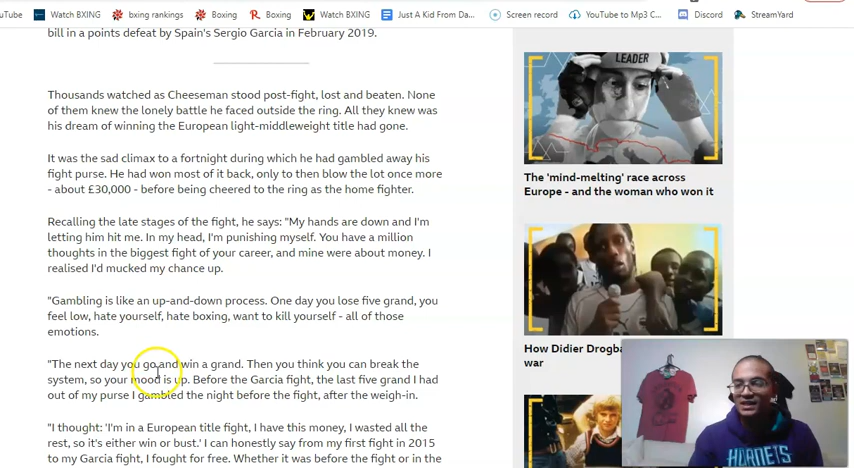 uTube
Watch BXING
bxing rankings
Boxing
Boxing
Watch BXING
Just A Kid From Da...
Screen record
YouTube to Mp3 C...
Discord
StreamYard
bill in a points defeat by Spain's Sergio Garcia in February 2019.
Thousands watched as Cheeseman stood post-fight, lost and beaten. None
of them knew the lonely battle he faced outside the ring. All they knew was
his dream of winning the European light-middleweight title had gone.
It was the sad climax to a fortnight during which he had gambled away his
fight purse. He had won most of it back, only to then blow the lot once more
- about £30,000 - before being cheered to the ring as the home fighter.
Recalling the late stages of the fight, he says: "My hands are down and I'm
letting him hit me. In my head, I'm punishing myself. You have a million
thoughts in the biggest fight of your career, and mine were about money. I
realised I'd mucked my chance up.
"Gambling is like an up-and-down process. One day you lose five grand, you
feel low, hate yourself, hate boxing, want to kill yourself - all of those
emotions.
"The next day you go and win a grand. Then you think you can break the
system, so your mood is up. Before the Garcia fight, the last five grand I had
out of my purse I gambled the night before the fight, after the weigh-in.
"I thought: 'I'm in a European title fight, I have this money, I wasted all the
rest, so it's either win or bust.' I can honestly say from my first fight in 2015
to my Garcia fight, I fought for free. Whether it was before the fight or in the
LEADER
The 'mind-melting' race across
Europe - and the woman who won it
How Didier Drogb
war
HORNETS